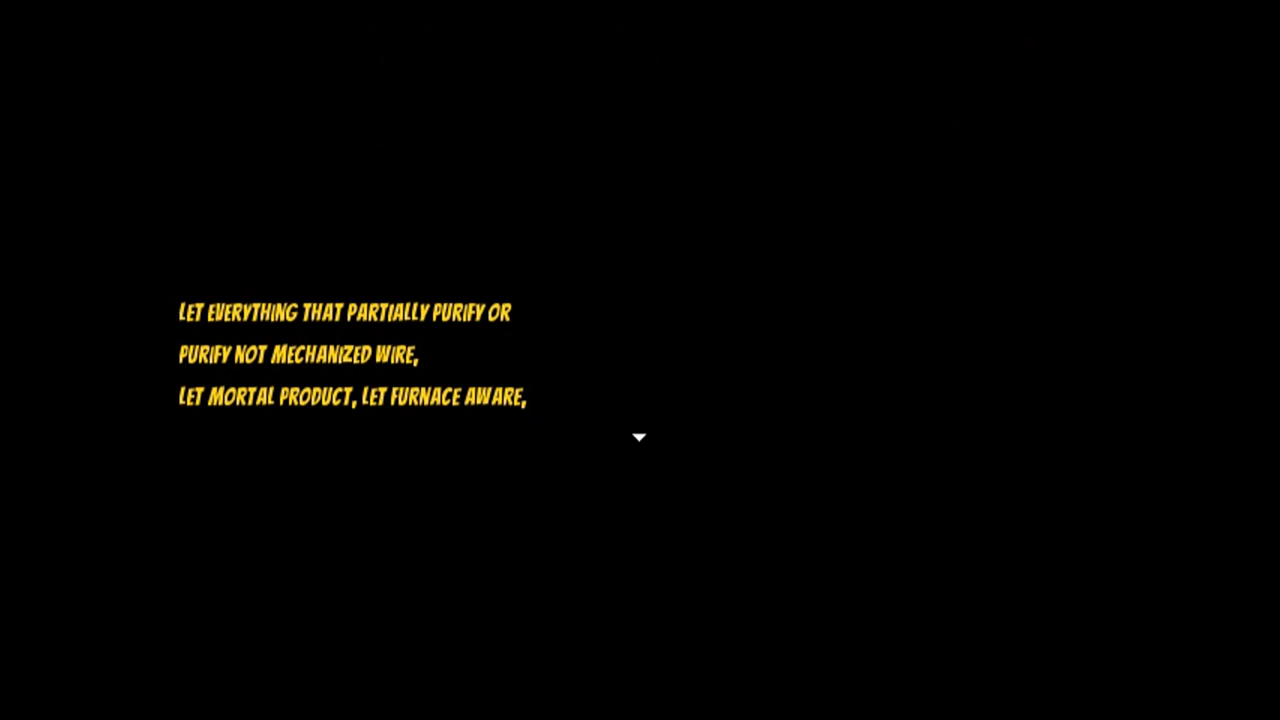 LET EVERYTHING THAT PARTIALLY PURIFY OR
PURIFY NOT MECHANIZED WIRE,
LET MORTAL PRODUCT, LET FURNACE AWARE,